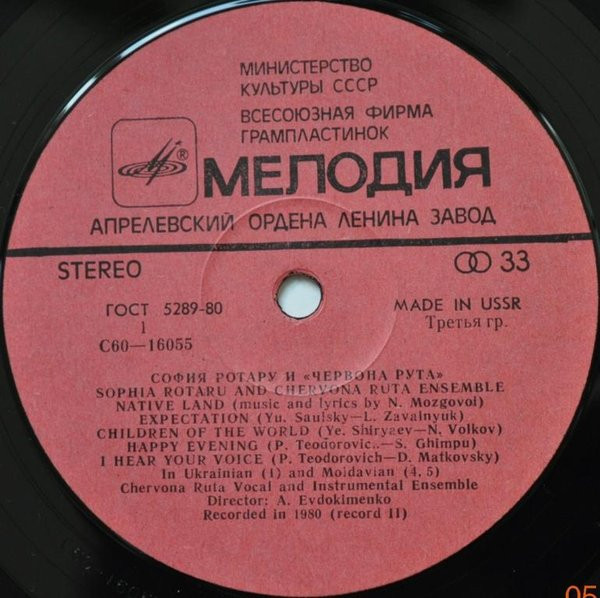 МИНИСТЕРСТВО
КУЛЬТУРЫ СССР
ВСЕСОЮЗНАЯ ФИРМА
ГРАМПЛАСТИНОК
®
МЕЛОДИЯ
АПРЕЛЕВСКИЙ ОРДЕНА ЛЕНИНА ЗАВОД
STEREO
33
ГОСТ 5289-80
MADE IN USSR
1
Третья гр.
С60—16055
СОФИЯ РОТАРУ И «ЧЕРВОНА РУТА»
SOPHIA ROTARU AND CHERVONA RUTA ENSEMBLE
NATIVE LAND (music and lyrics by N. Mozgovoi)
EXPECTATION (Yu. Saulsky—L. Zavalnyuk)
CHILDREN OF THE WORLD (Ye. Shiryaev—N. Volkov)
HAPPY EVENING (P. Teodorovic..—S. Ghimpu)
I HEAR YOUR VOICE (P. Teodorovich—D. Matkovsky)
In Ukrainian (1) and Moldavian (4, 5)
Chervona Ruta Vocal and Instrumental Ensemble
Director: A. Evdokimenko
Recorded in 1980 (record II)
05